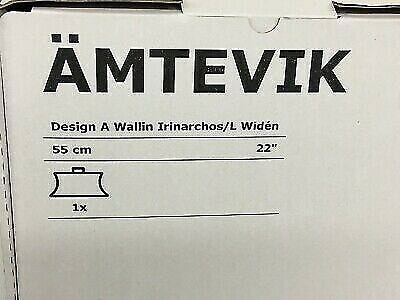 ÄMTEVIK
Design A Wallin Irinarchos/L Widén
55 cm 22"
1x